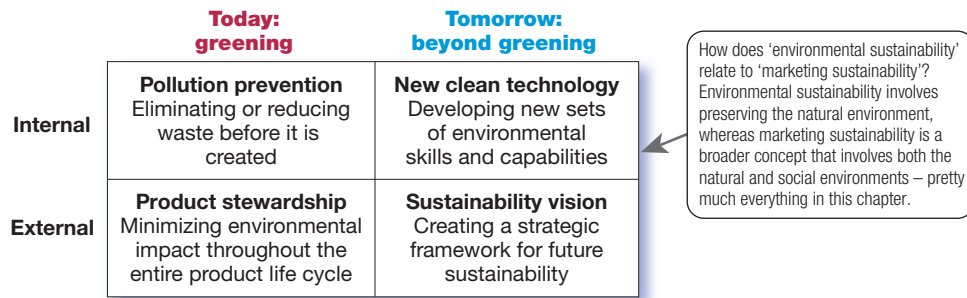 Today:
greening
Tomorrow:
beyond greening
Internal
Pollution prevention
Eliminating or reducing
waste before it is
created
New clean technology
Developing new sets
of environmental
skills and capabilities
External
Product stewardship
Minimizing environmental
impact throughout the
entire product life cycle
Sustainability vision
Creating a strategic
framework for future
sustainability
How does ‘environmental sustainability’
relate to ‘marketing sustainability’?
Environmental sustainability involves
preserving the natural environment,
whereas marketing sustainability is a
broader concept that involves both the
natural and social environments – pretty
much everything in this chapter.